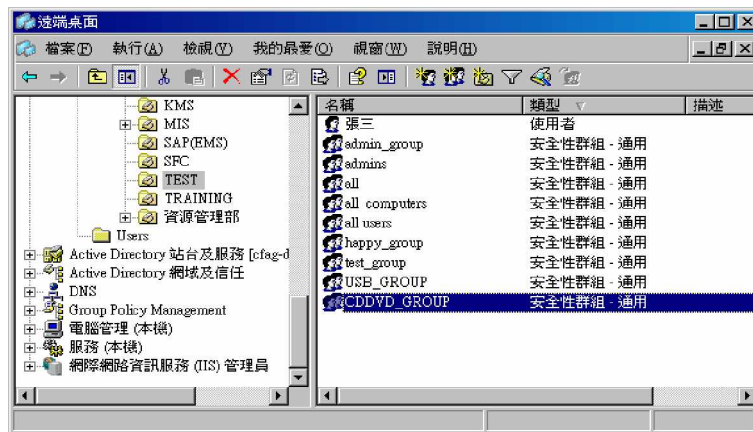 遠端桌面
檔案(F) 執行(A) 檢視(V) 我的最愛(O) 視窗(W) 說明(H)
KMS
MIS
SAP(EMS)
SFC
TEST
TRAINING
資源管理部
Users
Active Directory 站台及服務 [cfag-d
Active Directory 網域及信任
DNS
Group Policy Management
電腦管理 (本機)
服務 (本機)
網際網路資訊服務 (IIS) 管理員
名稱 類型 描述
張三 使用者
admin_group 安全性群組 - 通用
admins 安全性群組 - 通用
all 安全性群組 - 通用
all computers 安全性群組 - 通用
all users 安全性群組 - 通用
happy_group 安全性群組 - 通用
test_group 安全性群組 - 通用
USB_GROUP 安全性群組 - 通用
CDDVD_GROUP 安全性群組 - 通用